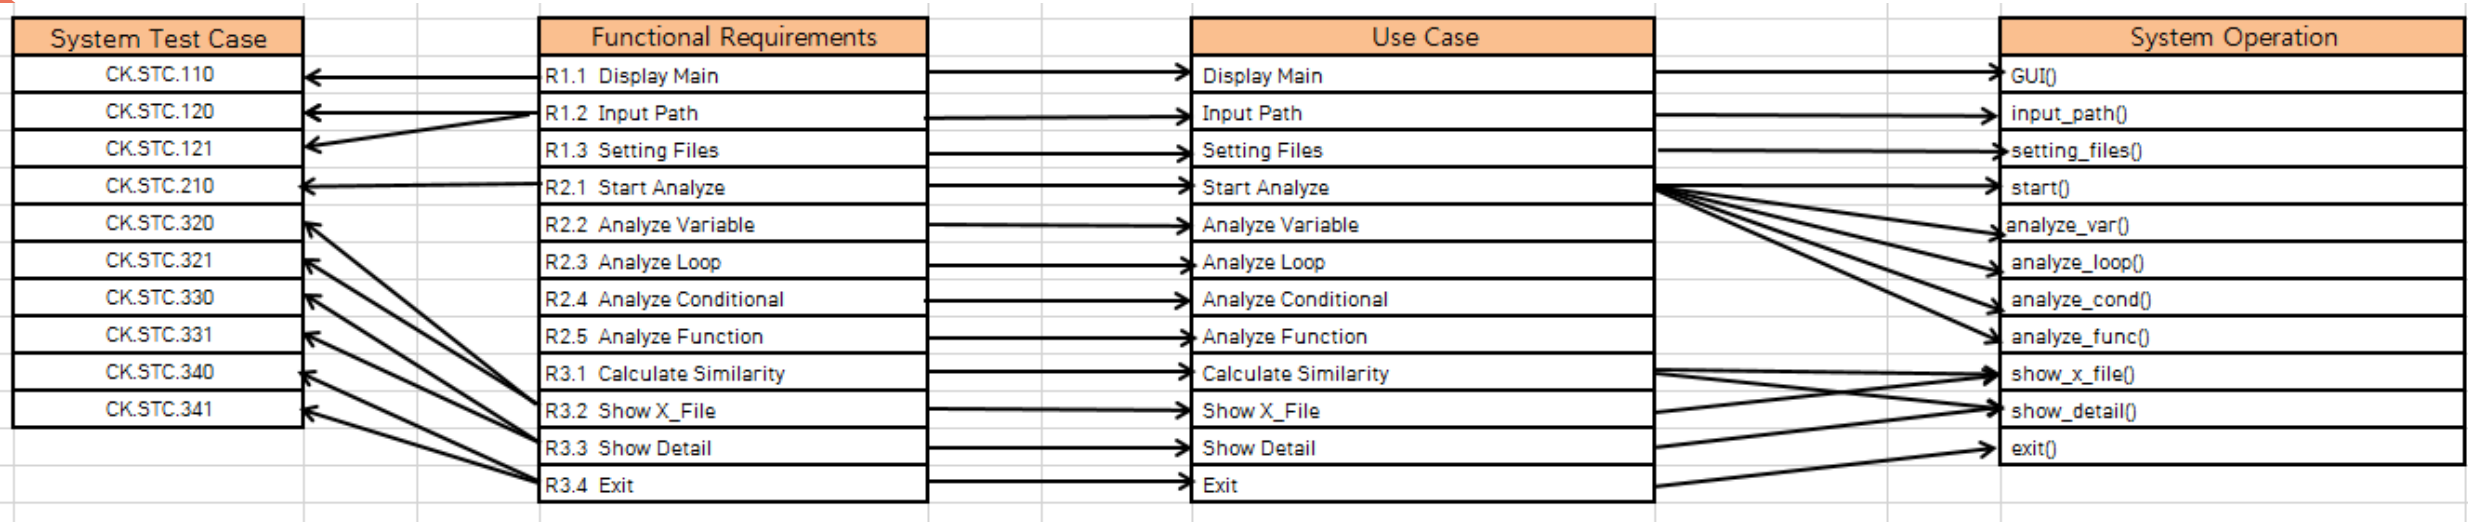 System Test Case
CK.STC.110
CK.STC.120
CK.STC.121
CK.STC.210
CK.STC.320
CK.STC.321
CK.STC.330
CK.STC.331
CK.STC.340
CK.STC.341
Functional Requirements
R1.1 Display Main
R1.2 Input Path
R1.3 Setting Files
R2.1 Start Analyze
R2.2 Analyze Variable
R2.3 Analyze Loop
R2.4 Analyze Conditional
R2.5 Analyze Function
R3.1 Calculate Similarity
R3.2 Show X_File
R3.3 Show Detail
R3.4 Exit
Use Case
Display Main
Input Path
Setting Files
Start Analyze
Analyze Variable
Analyze Loop
Analyze Conditional
Analyze Function
Calculate Similarity
Show X_File
Show Detail
Exit
System Operation
GUI()
input_path()
setting_files()
start()
analyze_var()
analyze_loop()
analyze_cond()
analyze_func()
show_x_file()
show_detail()
exit()